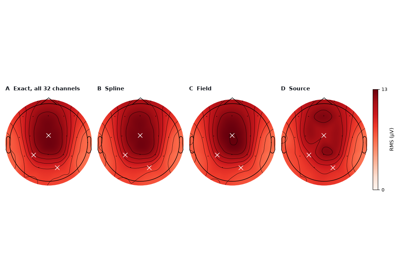 A Exact, all 32 channels
B Spline
C Field
D Source
13
RMS (µV)
0